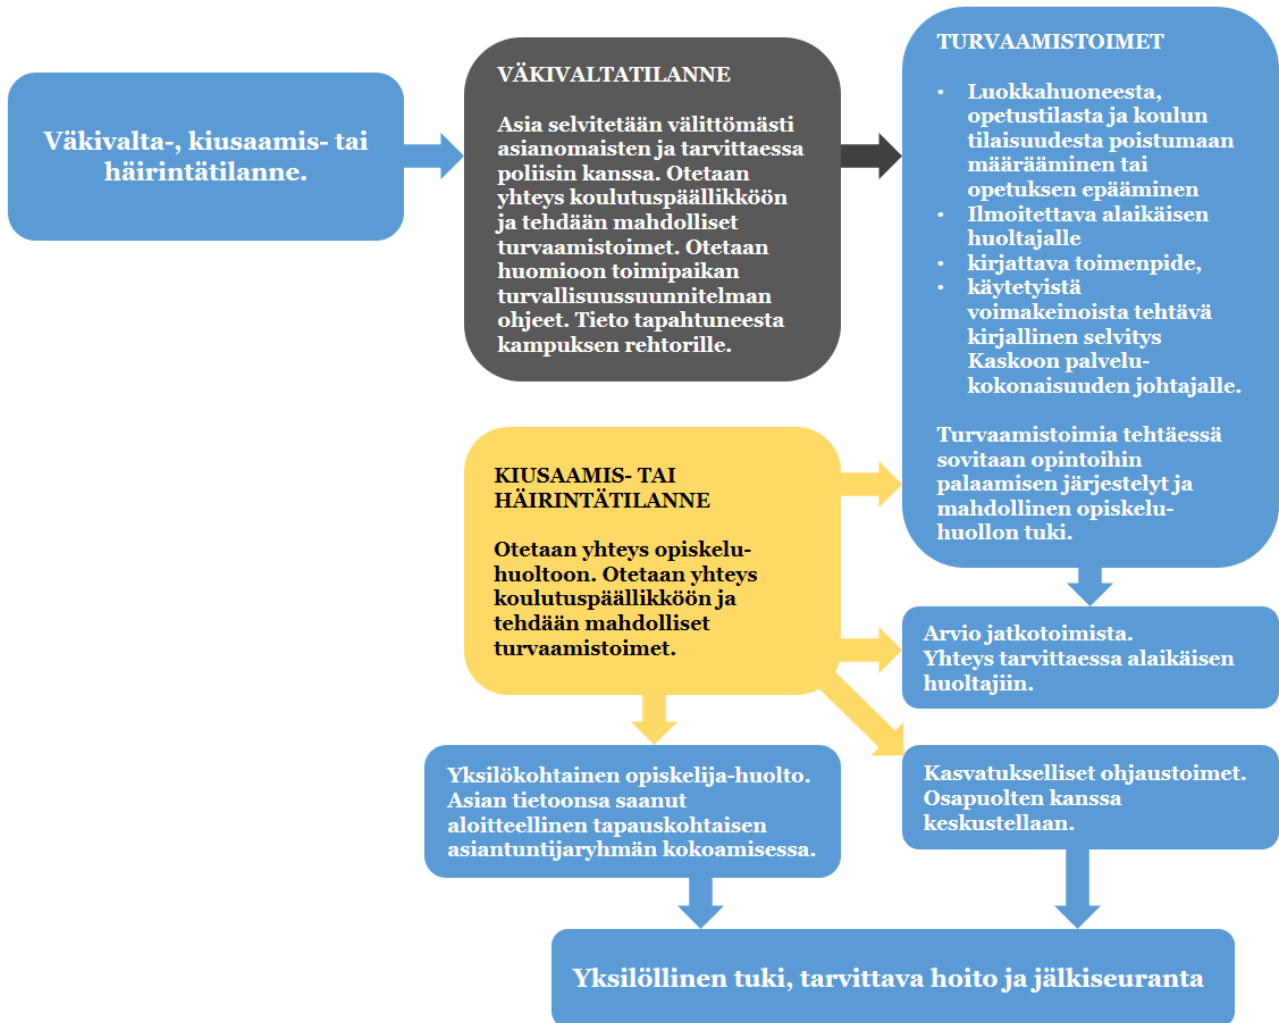 Väkivalta-, kiusaamis- tai
häirintätilanne.
VÄKIVALTATILANNE
Asia selvitetään välittömästi
asianomaisten ja tarvittaessa
poliisin kanssa. Otetaan
yhteys koulutuspäällikköön
ja tehdään mahdolliset
turvaamistoimet. Otetaan
huomioon toimipaikan
turvallisuussuunnitelman
ohjeet. Tieto tapahtuneesta
kampuksen rehtorille.
TURVAAMISTOIMET
• Luokkahuoneesta,
opetustilasta ja koulun
tilaisuudesta poistumaan
määrääminen tai
opetuksen epääminen
• Ilmoitettava alaikäisen
huoltajalle
• kirjattava toimenpide,
• käytetyistä
voimakeinoista tehtävä
kirjallinen selvitys
Kaskoon palvelu-
kokonaisuuden johtajalle.
Turvaamistoimia tehtäessä
sovitaan opintoihin
palaamisen järjestelyt ja
mahdollinen opiskelu-
huollon tuki.
KIUSAAMIS- TAI
HÄIRINTÄTILANNE
Otetaan yhteys opiskelu-
huoltoon. Otetaan yhteys
koulutuspäällikköön ja
tehdään mahdolliset
turvaamistoimet.
Arvio jatkotoimista.
Yhteys tarvittaessa alaikäisen
huoltajiin.
Yksilökohtainen opiskelija-huolto.
Asian tietoonsa saanut
aloitteellinen tapauskohtaisen
asiantuntijaryhmän kokoamisessa.
Kasvatukselliset ohjaustoimet.
Osapuolten kanssa
keskustellaan.
Yksilöllinen tuki, tarvittava hoito ja jälkiseuranta